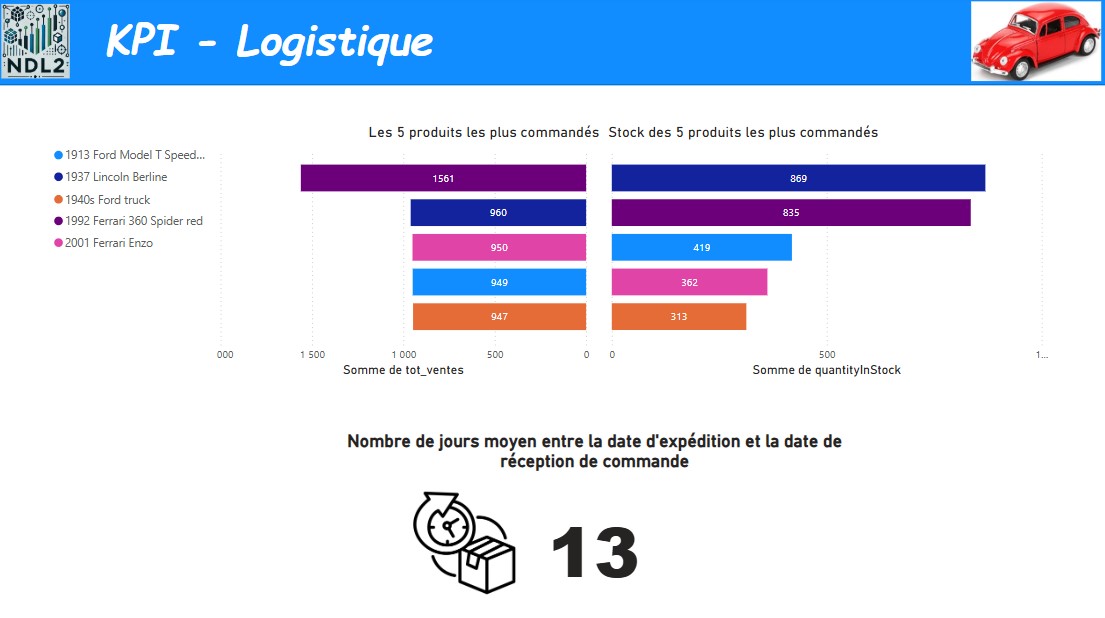 NDL2
KPI - Logistique
Les 5 produits les plus commandés
Stock des 5 produits les plus commandés
1913 Ford Model T Speed...
1937 Lincoln Berline
1940s Ford truck
1992 Ferrari 360 Spider red
2001 Ferrari Enzo
1561
960
950
949
947
000 1 500 1 000 500 0
Somme de tot_ventes
869
835
419
362
313
0 500 1...
Somme de quantityInStock
Nombre de jours moyen entre la date d'expédition et la date de
réception de commande
13